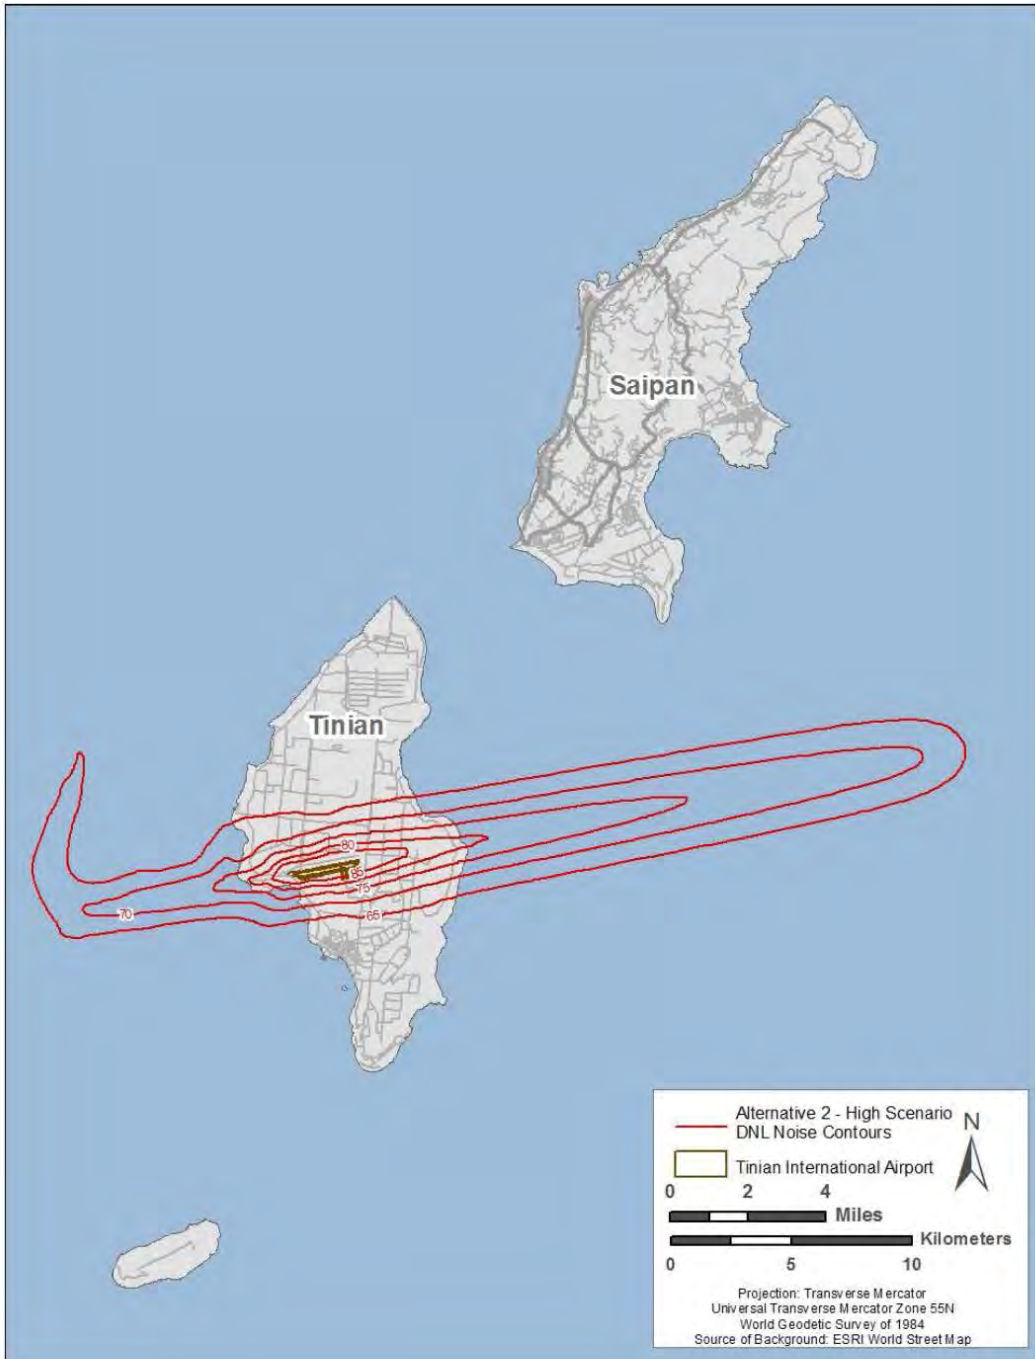 Saipan
Tinian
80
85
75
70
65
Alternative 2 - High Scenario
DNL Noise Contours
N
Tinian International Airport
0 2 4
Miles
Kilometers
0 5 10
Projection: Transverse Mercator
Universal Transverse Mercator Zone 55N
World Geodetic Survey of 1984
Source of Background: ESRI World Street Map